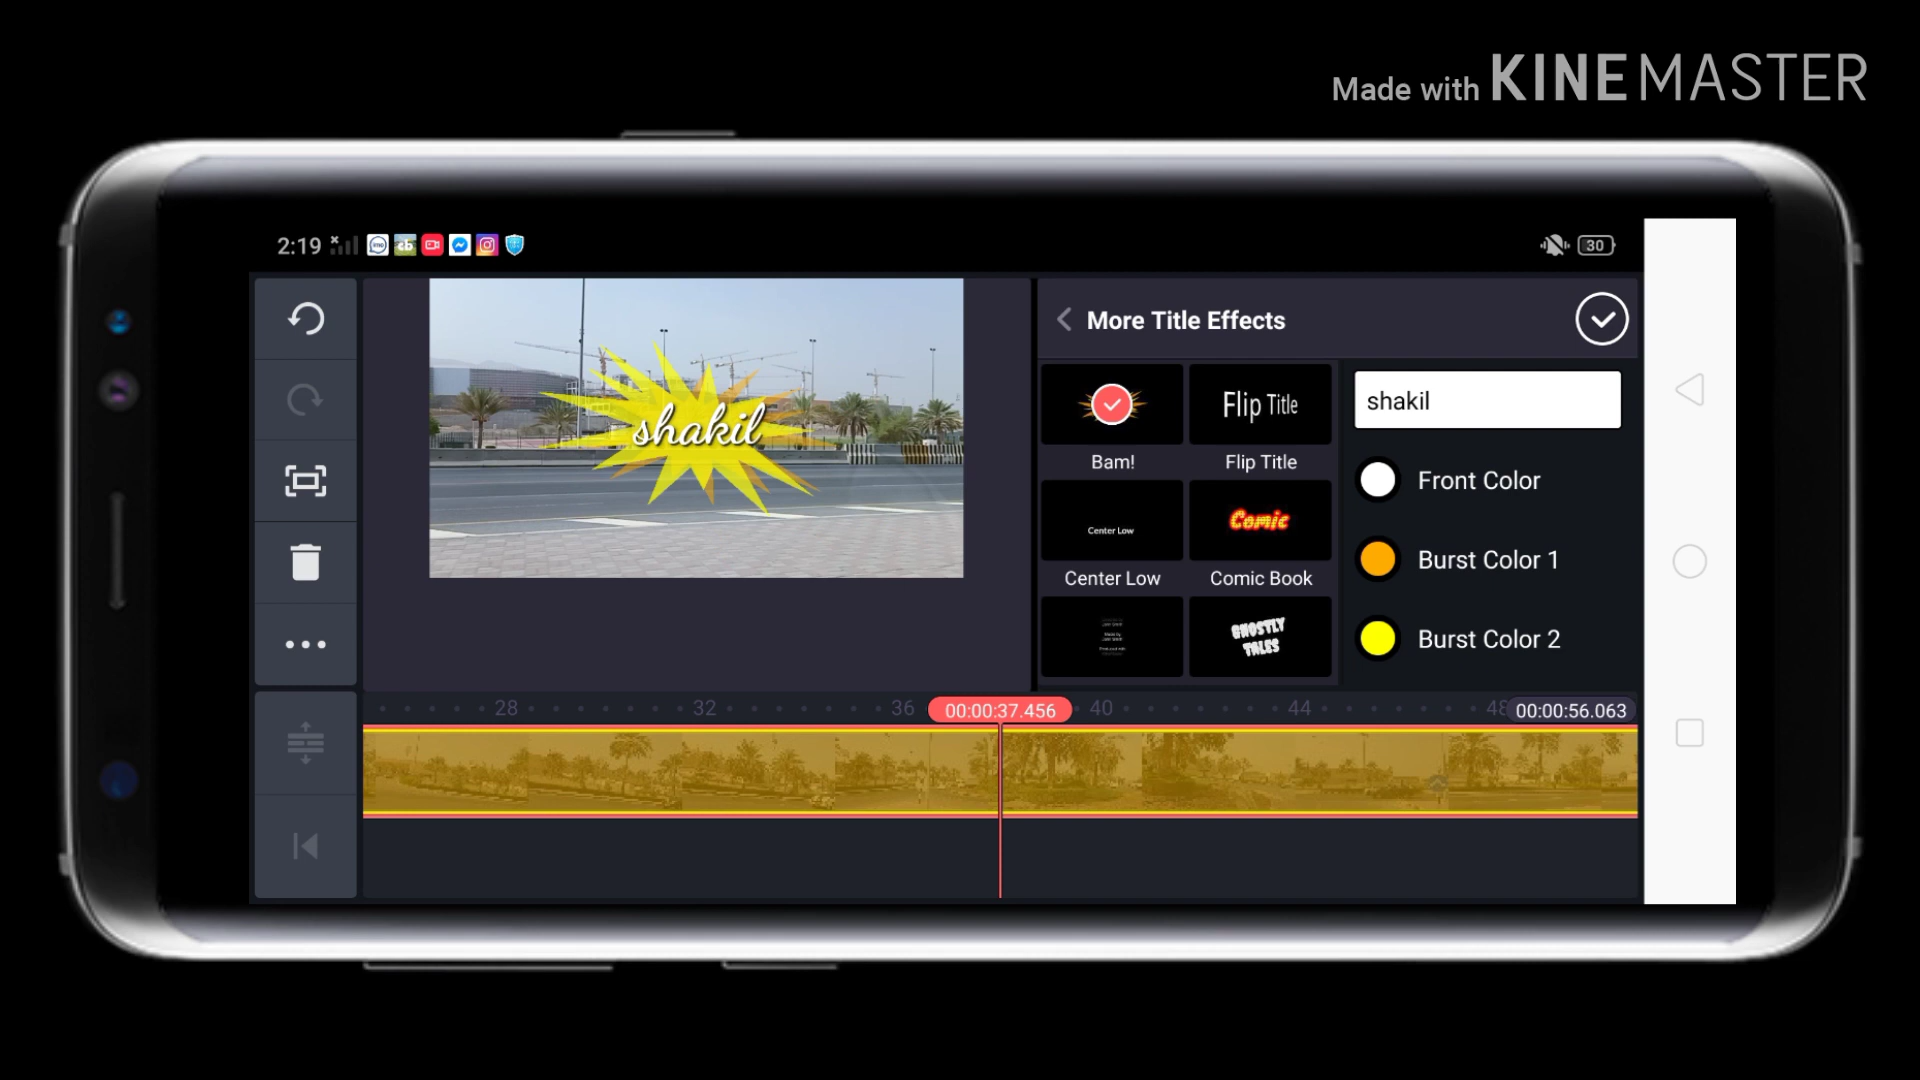 Made with KINEMASTER
2:19
30
More Title Effects
shakil
shakil
Bam!
Flip Title
Flip Title
Front Color
Center Low
Comic
Burst Color 1
Center Low
Comic Book
GHOSTLY
TALES
Burst Color 2
28 32 36 00:00:37.456 40 44 48 00:00:56.063